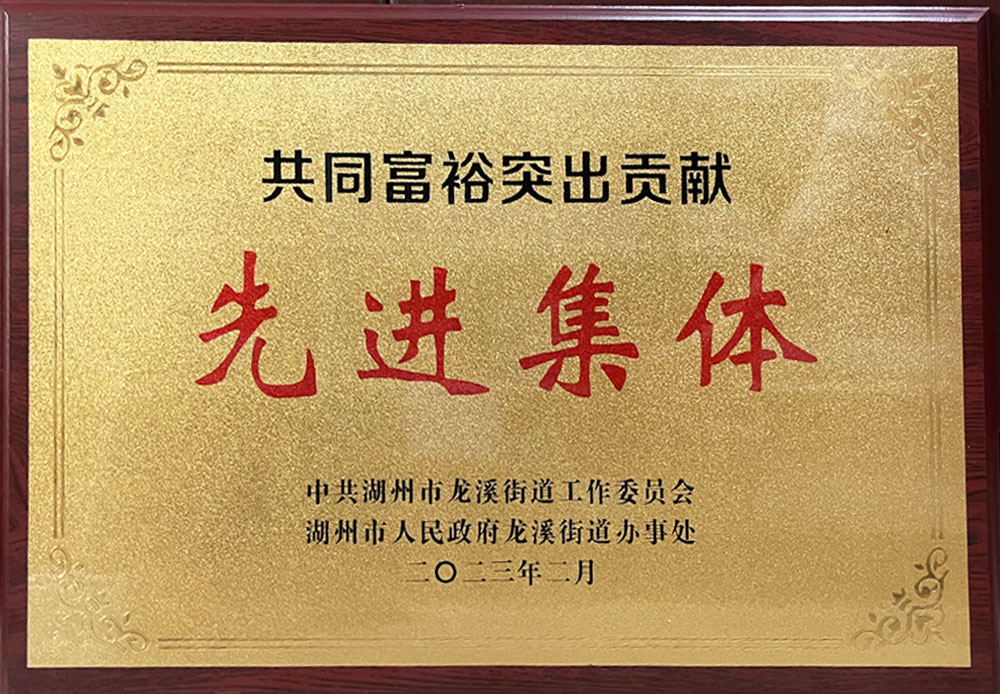 共同富裕突出贡献
先进集体
中共湖州市龙溪街道工作委员会
湖州市人民政府龙溪街道办事处
二〇二三年二月